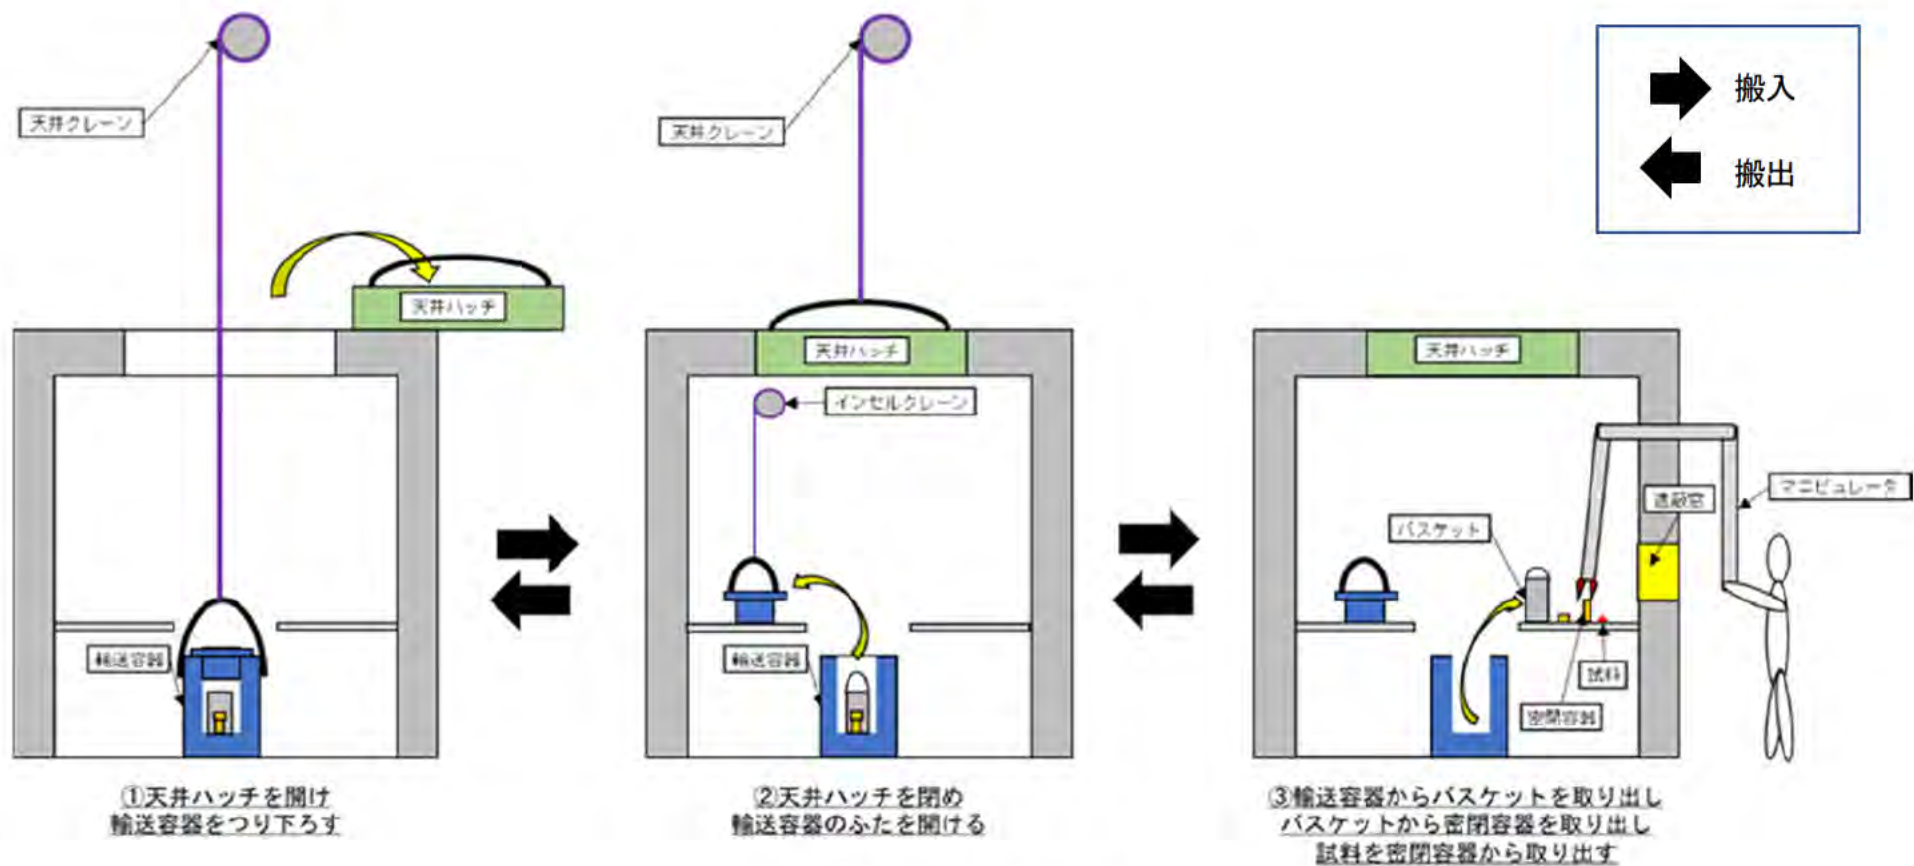 搬入
搬出
天井クレーン
天井ハッチ
輸送容器
①天井ハッチを開け
輸送容器をつり下ろす
天井クレーン
天井ハッチ
インセルクレーン
輸送容器
②天井ハッチを閉め
輸送容器のふたを開ける
天井ハッチ
マニピュレータ
遮蔽窓
バスケット
試料
密閉容器
③輸送容器からバスケットを取り出し
バスケットから密閉容器を取り出し
試料を密閉容器から取り出す